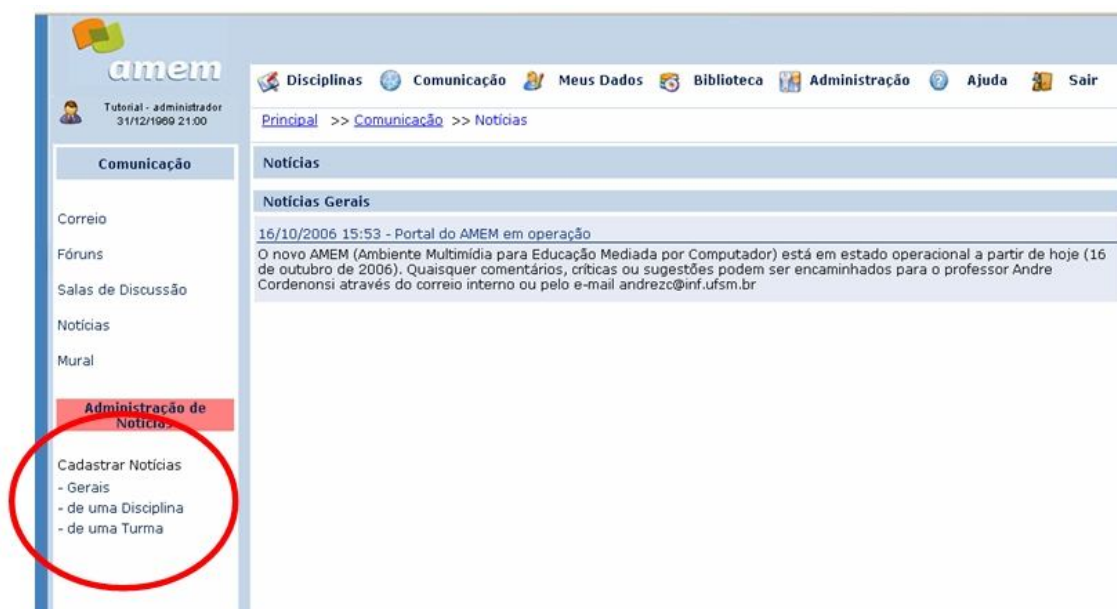 amem
Tutorial - administrador
31/12/1969 21:00
Disciplinas Comunicação Meus Dados Biblioteca Administração Ajuda Sair
Principal >> Comunicação >> Notícias
Comunicação
Correio
Fóruns
Salas de Discussão
Notícias
Mural
Administração de
Notícias
Cadastrar Notícias
- Gerais
- de uma Disciplina
- de uma Turma
Notícias
Notícias Gerais
16/10/2006 15:53 - Portal do AMEM em operação
O novo AMEM (Ambiente Multimídia para Educação Mediada por Computador) está em estado operacional a partir de hoje (16
de outubro de 2006). Quaisquer comentários, críticas ou sugestões podem ser encaminhados para o professor Andre
Cordenonsi através do correio interno ou pelo e-mail andrezc@inf.ufsm.br